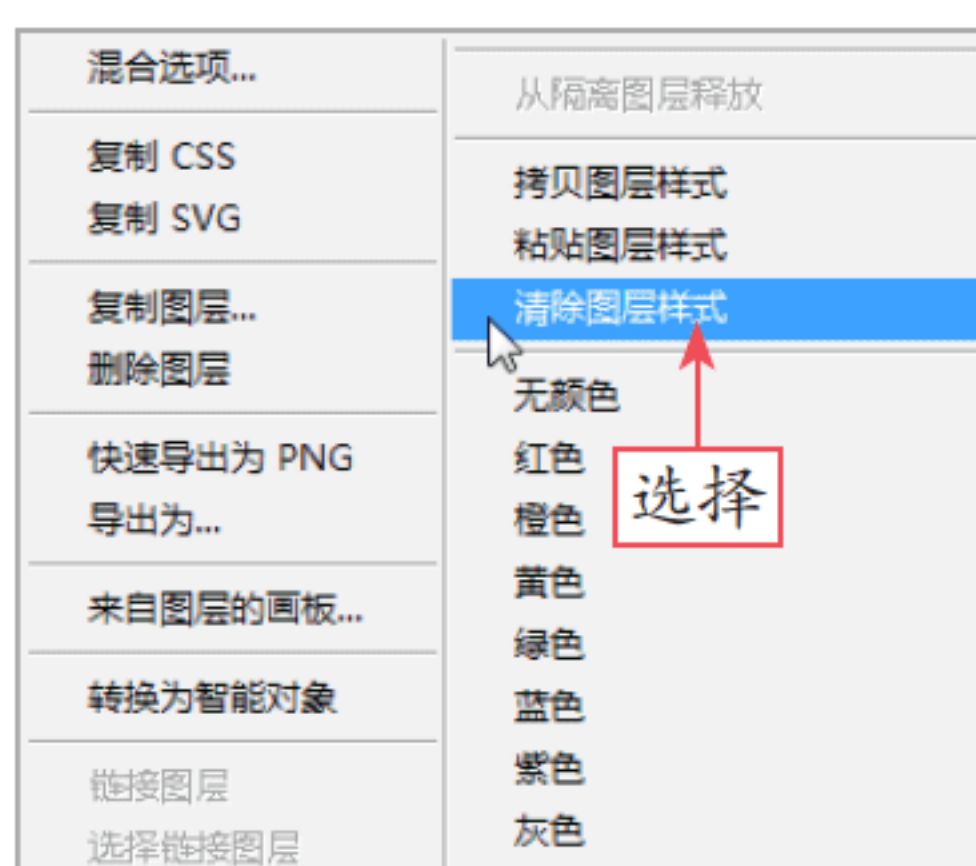 混合选项...
复制 CSS
复制 SVG
复制图层...
删除图层
快速导出为 PNG
导出为...
来自图层的画板...
转换为智能对象
链接图层
选择链接图层
从隔离图层释放
拷贝图层样式
粘贴图层样式
清除图层样式
无颜色
红色
选择
橙色
黄色
绿色
蓝色
紫色
灰色